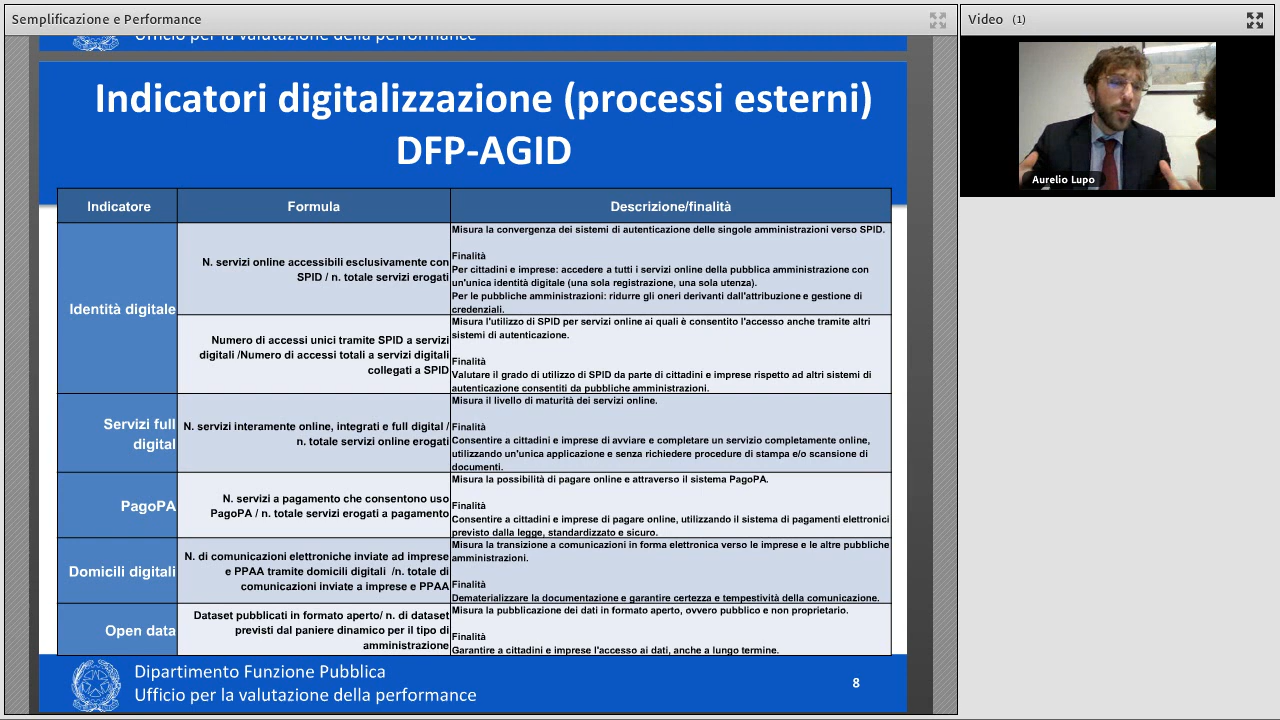 Semplificazione e Performance
Video (1)
Ufficio per la valutazione della performance
Indicatori digitalizzazione (processi esterni)
DFP-AGID
Indicatore
Formula
Descrizione/finalità
Identità digitale
N. servizi online accessibili esclusivamente con
SPID / n. totale servizi erogati
Misura la convergenza dei sistemi di autenticazione delle singole amministrazioni verso SPID.
Finalità
Per cittadini e imprese: accedere a tutti i servizi online della pubblica amministrazione con
un'unica identità digitale (una sola registrazione, una sola utenza).
Per le pubbliche amministrazioni: ridurre gli oneri derivanti dall'attribuzione e gestione di
credenziali.
Numero di accessi unici tramite SPID a servizi
digitali /Numero di accessi totali a servizi digitali
collegati a SPID
Misura l'utilizzo di SPID per servizi online ai quali è consentito l'accesso anche tramite altri
sistemi di autenticazione.
Finalità
Valutare il grado di utilizzo di SPID da parte di cittadini e imprese rispetto ad altri sistemi di
autenticazione consentiti da pubbliche amministrazioni.
Servizi full
digital
N. servizi interamente online, integrati e full digital /
n. totale servizi online erogati
Misura il livello di maturità dei servizi online.
Finalità
Consentire a cittadini e imprese di avviare e completare un servizio completamente online,
utilizzando un'unica applicazione e senza richiedere procedure di stampa e/o scansione di
documenti.
PagoPA
N. servizi a pagamento che consentono uso
PagoPA / n. totale servizi erogati a pagamento
Misura la possibilità di pagare online e attraverso il sistema PagoPA.
Finalità
Consentire a cittadini e imprese di pagare online, utilizzando il sistema di pagamenti elettronici
previsto dalla legge, standardizzato e sicuro.
Domicili digitali
N. di comunicazioni elettroniche inviate ad imprese
e PPAA tramite domicili digitali /n. totale di
comunicazioni inviate a imprese e PPAA
Misura la transizione a comunicazioni in forma elettronica verso le imprese e le altre pubbliche
amministrazioni.
Finalità
Dematerializzare la documentazione e garantire certezza e tempestività della comunicazione.
Open data
Dataset pubblicati in formato aperto/ n. di dataset
previsti dal paniere dinamico per il tipo di
amministrazione
Misura la pubblicazione dei dati in formato aperto, ovvero pubblico e non proprietario.
Finalità
Garantire a cittadini e imprese l'accesso ai dati, anche a lungo termine.
Dipartimento Funzione Pubblica
Ufficio per la valutazione della performance
8
Aurelio Lupo